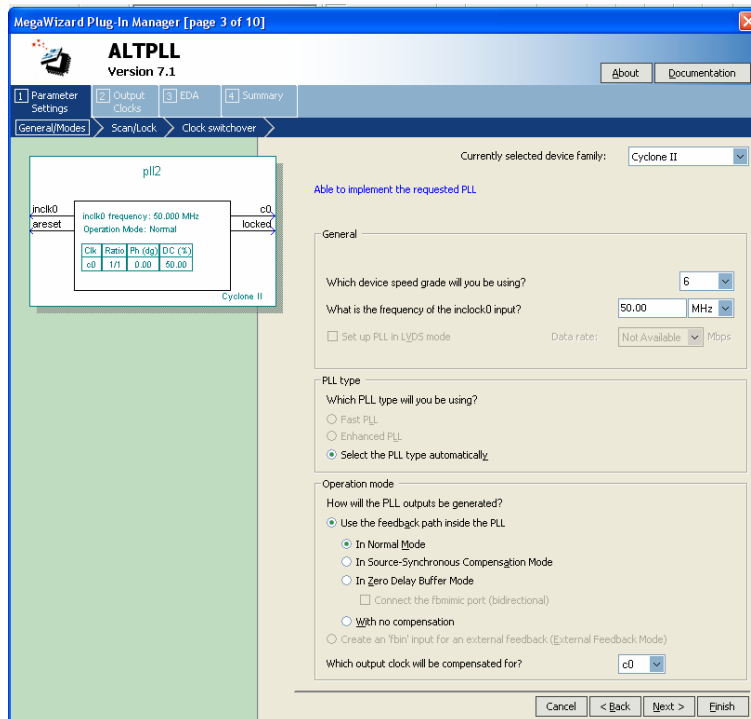 MegaWizard Plug-In Manager [page 3 of 10]
ALTPLL
Version 7.1
About
Documentation
1 Parameter Settings
2 Output Clocks
3 EDA
4 Summary
General/Modes
Scan/Lock
Clock switchover
Currently selected device family:
Cyclone II
pll2
inclk0
areset
inclk0 frequency: 50.000 MHz
Operation Mode: Normal
Clk Ratio Ph (dg) DC (%)
c0 1/1 0.00 50.00
c0
locked
Cyclone II
Able to implement the requested PLL
General
Which device speed grade will you be using?
6
What is the frequency of the inclock0 input?
50.00
MHz
Set up PLL in LVDS mode
Data rate:
Not Available
Mbps
PLL type
Which PLL type will you be using?
Fast PLL
Enhanced PLL
Select the PLL type automatically
Operation mode
How will the PLL outputs be generated?
Use the feedback path inside the PLL
In Normal Mode
In Source-Synchronous Compensation Mode
In Zero Delay Buffer Mode
Connect the fbmimic port (bidirectional)
With no compensation
Create an 'fbin' input for an external feedback (External Feedback Mode)
Which output clock will be compensated for?
c0
Cancel
< Back
Next >
Finish